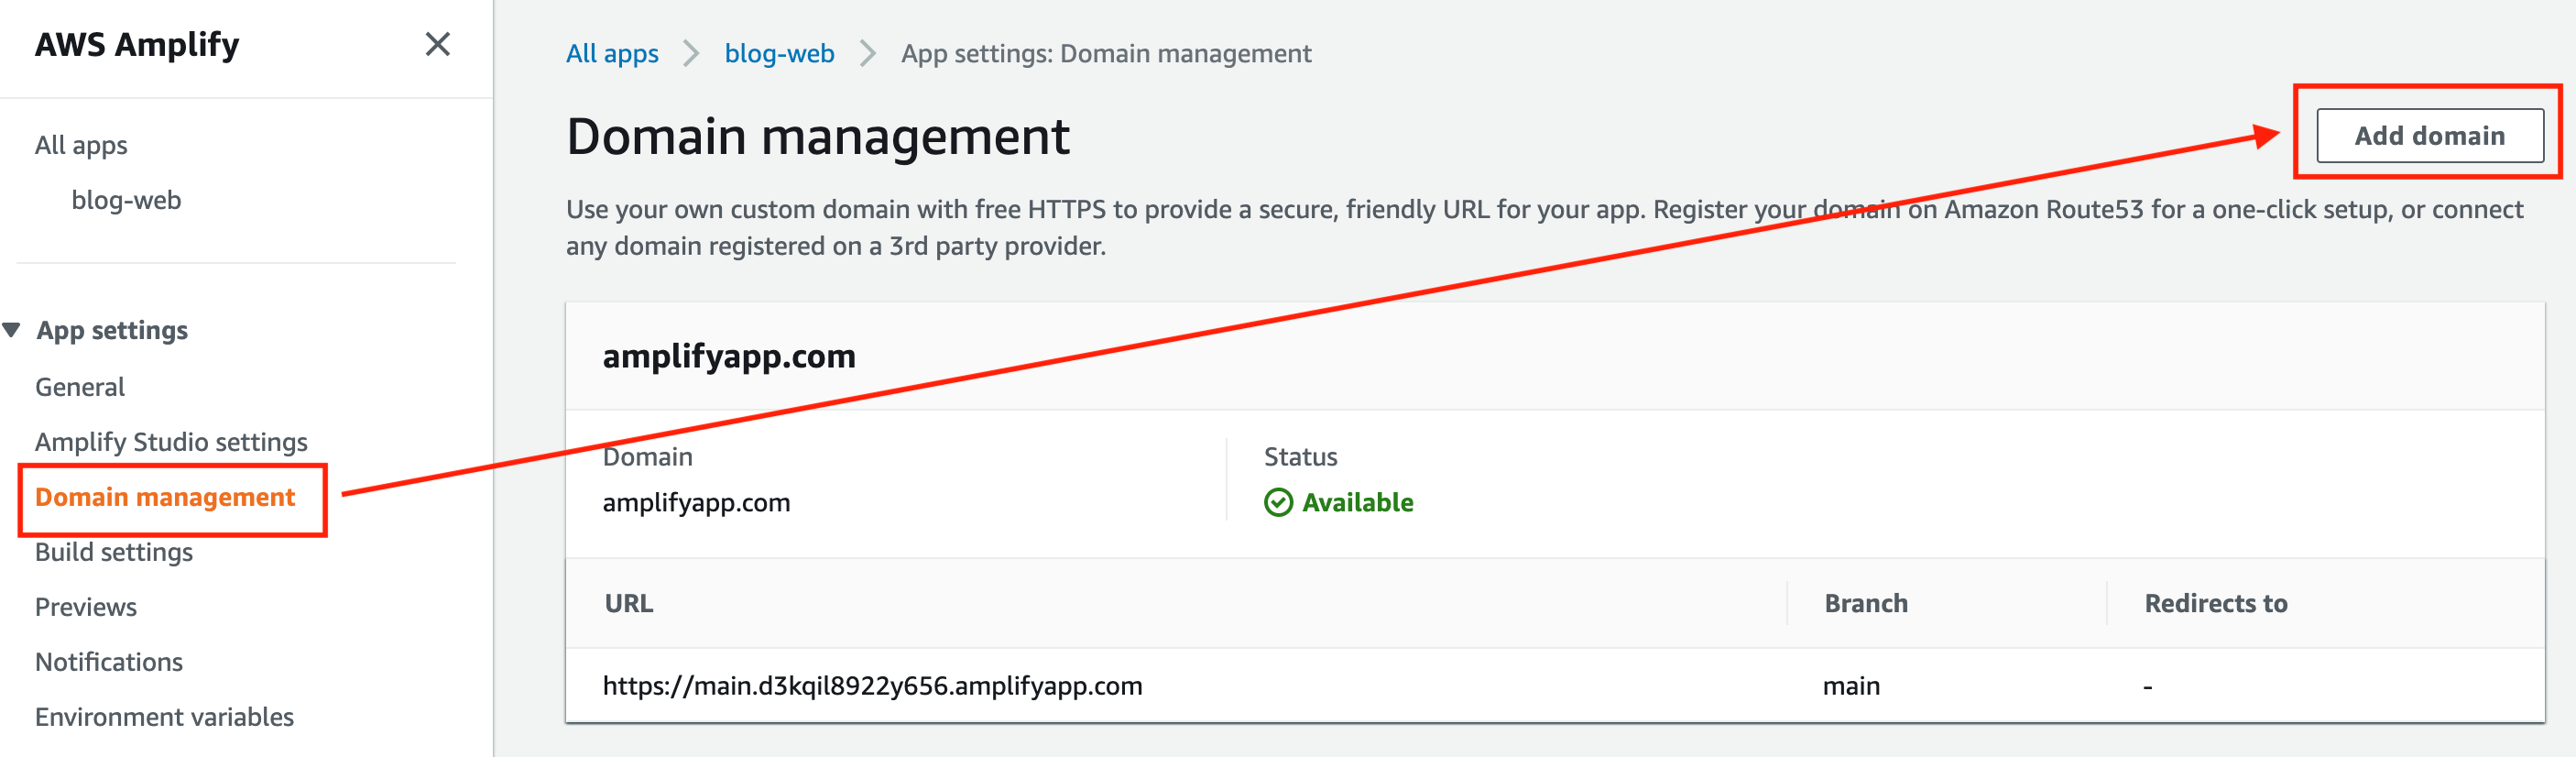 AWS Amplify
All apps
blog-web
App settings
General
Amplify Studio settings
Domain management
Build settings
Previews
Notifications
Environment variables
All apps > blog-web > App settings: Domain management
Domain management
Add domain
Use your own custom domain with free HTTPS to provide a secure, friendly URL for your app. Register your domain on Amazon Route53 for a one-click setup, or connect
any domain registered on a 3rd party provider.
amplifyapp.com
Domain
amplifyapp.com
Status
Available
URL Branch Redirects to
https://main.d3kqil8922y656.amplifyapp.com main -